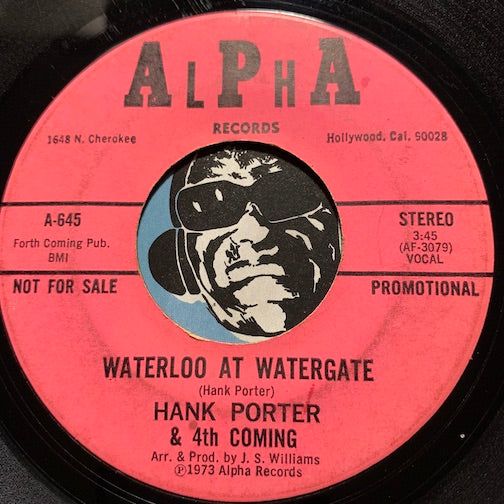 ALPHA
RECORDS
1648 N. Cherokee
Hollywood, Cal. 90028
A-645
Forth Coming Pub.
BMI
STEREO
3:45
(AF-3079)
VOCAL
NOT FOR SALE
PROMOTIONAL
WATERLOO AT WATERGATE
(Hank Porter)
HANK PORTER
& 4th COMING
Arr. & Prod. by J. S. Williams
Ⓟ1973 Alpha Records